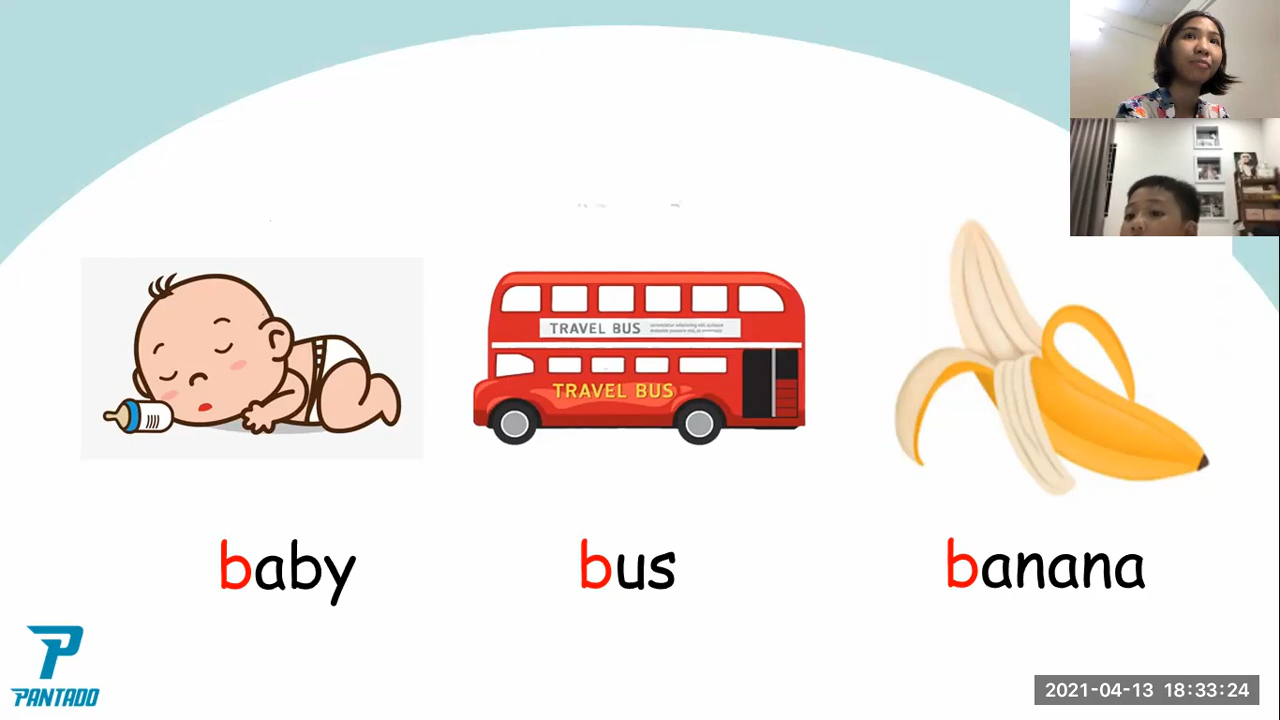 TRAVEL BUS
TRAVEL BUS
baby
bus
banana
PANTADO
2021-04-13 18:33:24